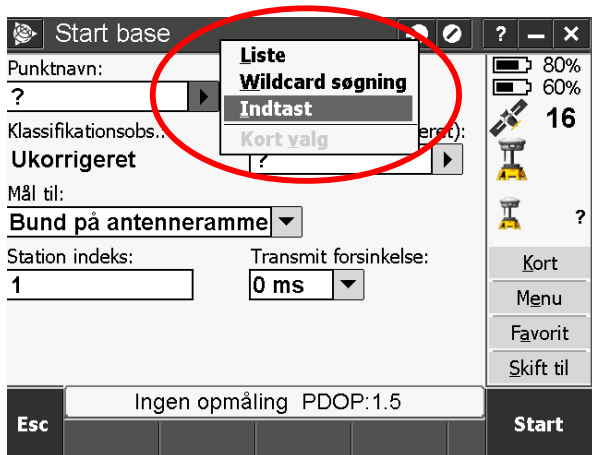 Start base
? — ×
Liste
Wildcard søgning
Indtast
Kort valg
Punktnavn:
?
80%
60%
16
Klassifikationsobs.:
eret):
Ukorrigeret
?
Mål til:
Bund på antenneramme
?
Station indeks:
Transmit forsinkelse:
1
0 ms
Kort
Menu
Favorit
Skift til
Ingen opmåling PDOP:1.5
Esc
Start